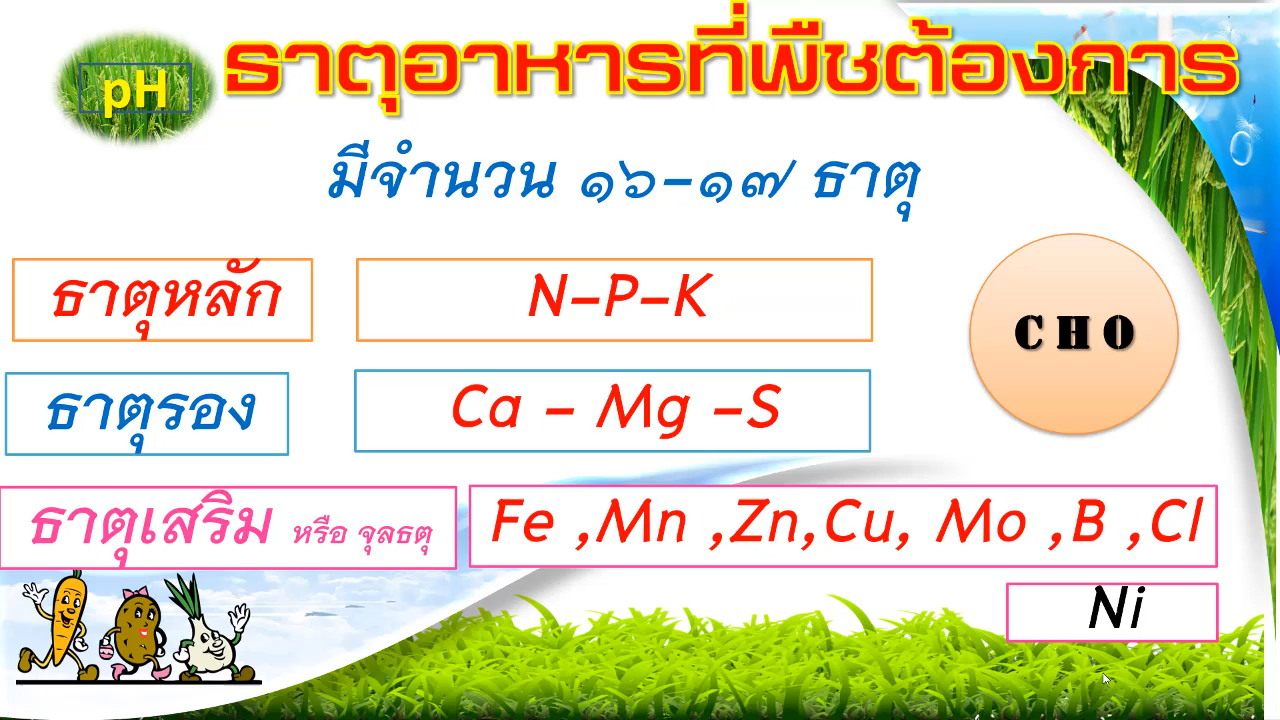 pH
ธาตุอาหารที่พืชต้องการ
มีจำนวน ๑๖-๑๗ ธาตุ
ธาตุหลัก
N-P-K
C H O
ธาตุรอง
Ca - Mg -S
ธาตุเสริม หรือ จุลธตุ
Fe ,Mn ,Zn,Cu, Mo ,B ,Cl
Ni